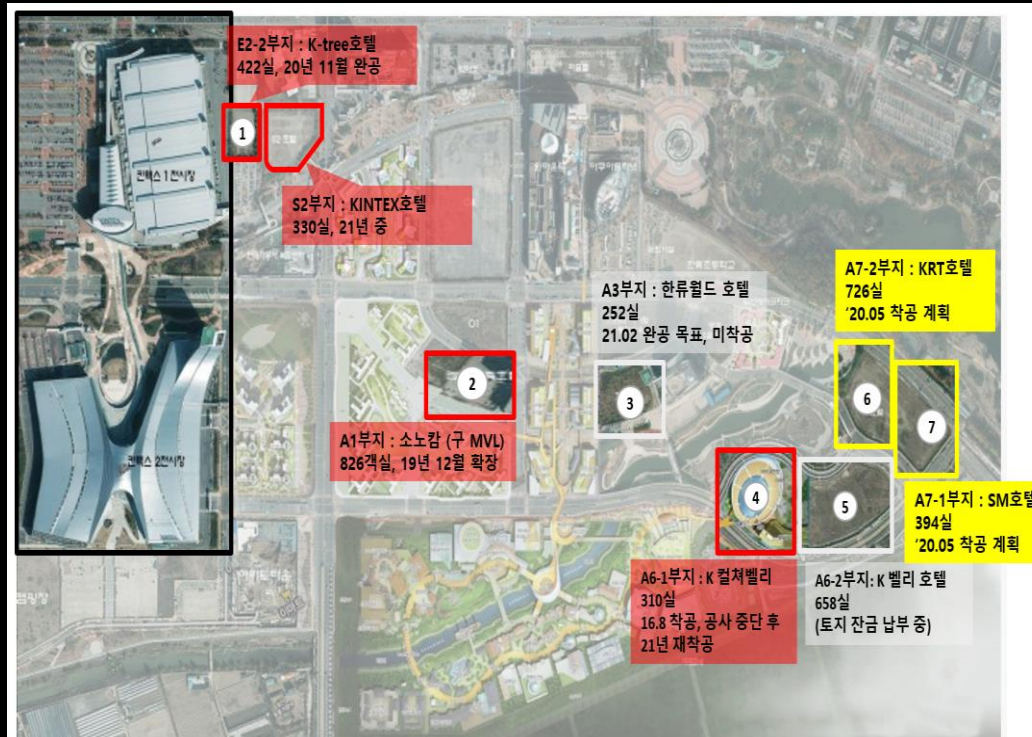 E2-2부지 : K-tree호텔
422실, 20년 11월 완공
1
S2 호텔
킨텍스 1전시장
KINTEX
S2부지 : KINTEX호텔
330실, 21년 중
A7-2부지 : KRT호텔
726실
'20.05 착공 계획
A3부지 : 한류월드 호텔
252실
21.02 완공 목표, 미착공
2
3
6
7
A1부지 : 소노캄 (구 MVL)
826객실, 19년 12월 확장
킨텍스 2전시장
4
5
A7-1부지 : SM호텔
394실
'20.05 착공 계획
A6-1부지 : K 컬쳐벨리
310실
16.8 착공, 공사 중단 후
21년 재착공
A6-2부지: K 벨리 호텔
658실
(토지 잔금 납부 중)